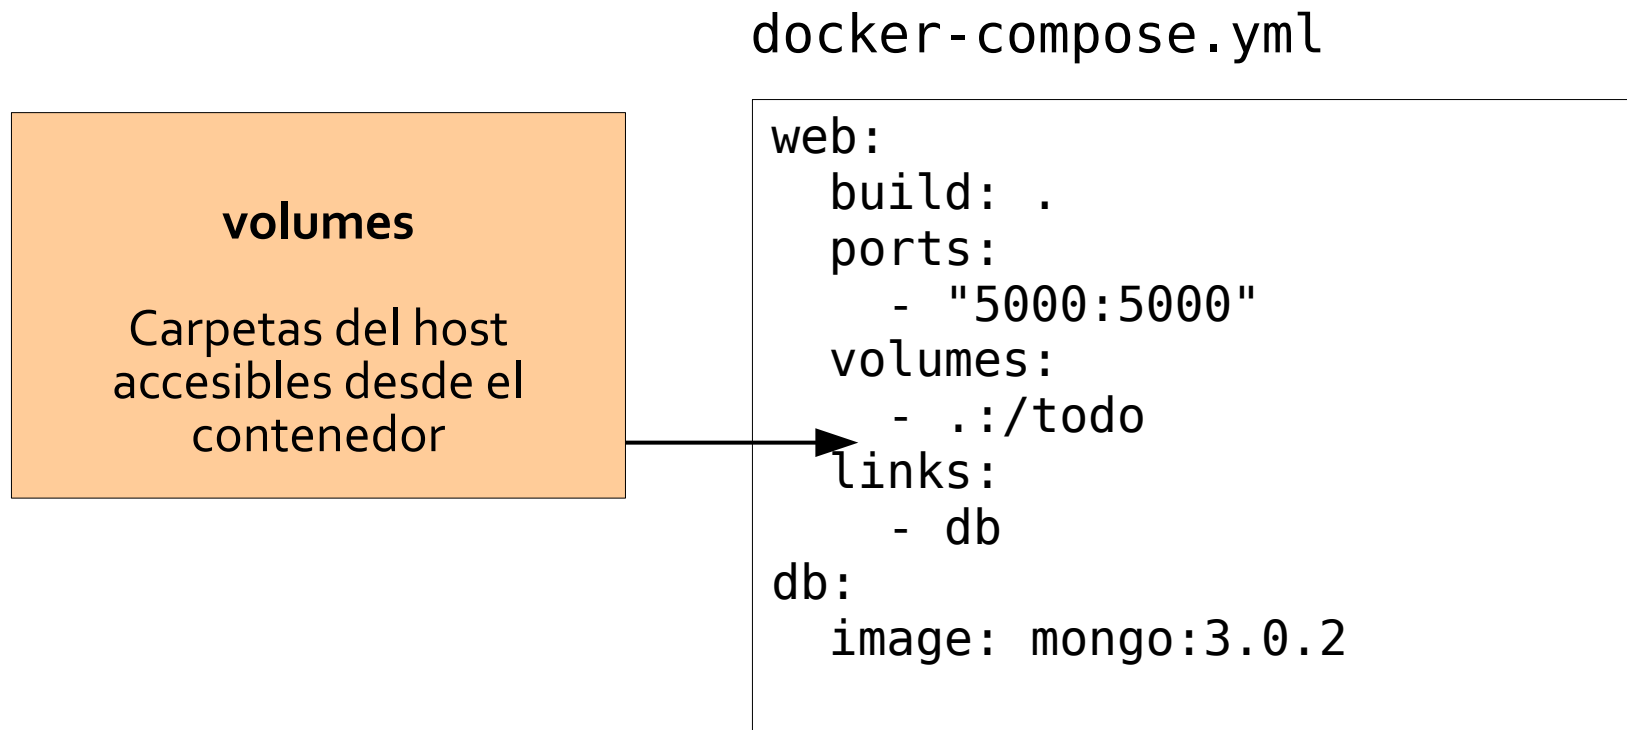 docker-compose.yml
volumes
Carpetas del host
accesibles desde el
contenedor
web:
  build: .
  ports:
    - "5000:5000"
  volumes:
    - .:/todo
  links:
    - db
db:
  image: mongo:3.0.2